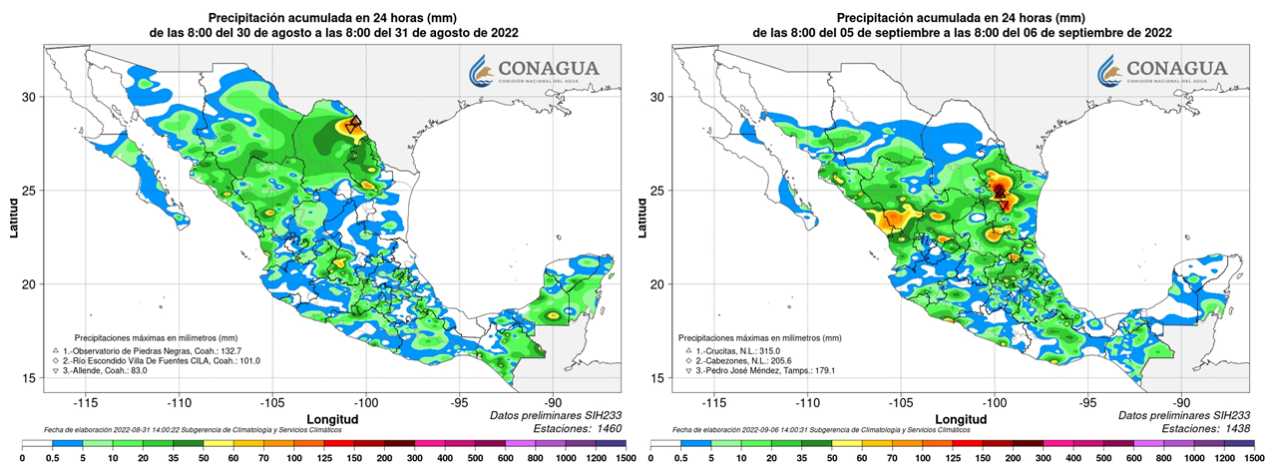 Precipitación acumulada en 24 horas (mm)
de las 8:00 del 30 de agosto a las 8:00 del 31 de agosto de 2022
CONAGUA
COMISIÓN NACIONAL DEL AGUA
Latitud
30
25
20
15
Precipitaciones máximas en milímetros (mm)
△ 1.-Observatorio de Piedras Negras, Coah.: 132.7
◇ 2.-Río Escondido Villa De Fuentes CILA, Coah.: 101.0
▽ 3.-Allende, Coah.: 83.0
-115 -110 -105 -100 -95 -90
Longitud
Datos preliminares SIH233
Estaciones: 1460
Fecha de elaboración 2022-08-31 14:00:22 Subgerencia de Climatología y Servicios Climáticos
0 0.5 5 10 20 35 50 60 70 100 125 150 200 300 400 500 600 800 1000 1200 1500
Precipitación acumulada en 24 horas (mm)
de las 8:00 del 05 de septiembre a las 8:00 del 06 de septiembre de 2022
CONAGUA
COMISIÓN NACIONAL DEL AGUA
Latitud
30
25
20
15
Precipitaciones máximas en milímetros (mm)
△ 1.-Crucitas, N.L.: 315.0
◇ 2.-Cabezones, N.L.: 205.6
▽ 3.-Pedro José Méndez, Tamps.: 179.1
-115 -110 -105 -100 -95 -90
Longitud
Datos preliminares SIH233
Estaciones: 1438
Fecha de elaboración 2022-09-06 14:00:31 Subgerencia de Climatología y Servicios Climáticos
0 0.5 5 10 20 35 50 60 70 100 125 150 200 300 400 500 600 800 1000 1200 1500